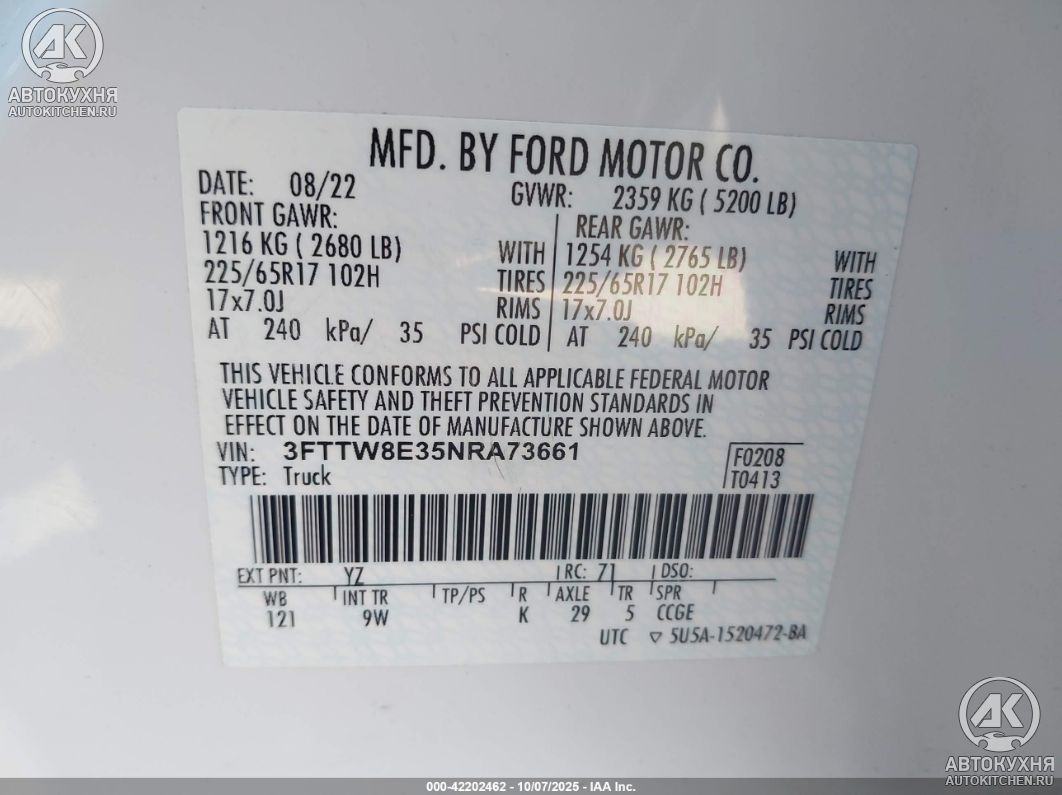 АК
АВТОКУХНЯ
AUTOKITCHEN.RU
MFD. BY FORD MOTOR CO.
DATE: 08/22 GVWR: 2359 KG ( 5200 LB)
FRONT GAWR: REAR GAWR:
1216 KG ( 2680 LB) WITH 1254 KG ( 2765 LB) WITH
225/65R17 102H TIRES 225/65R17 102H TIRES
17x7.0J RIMS 17x7.0J RIMS
AT 240 kPa/ 35 PSI COLD AT 240 kPa/ 35 PSI COLD
THIS VEHICLE CONFORMS TO ALL APPLICABLE FEDERAL MOTOR
VEHICLE SAFETY AND THEFT PREVENTION STANDARDS IN
EFFECT ON THE DATE OF MANUFACTURE SHOWN ABOVE.
VIN: 3FTTW8E35NRA73661 F0208
TYPE: Truck T0413
EXT PNT: YZ RC: 71 DSO:
WB INT TR TP/PS R AXLE TR SPR
121 9W K 29 5 CCGE
UTC ▽ 5U5A-1520472-BA
АК
АВТОКУХНЯ
AUTOKITCHEN.RU
000-42202462 - 10/07/2025 - IAA Inc.